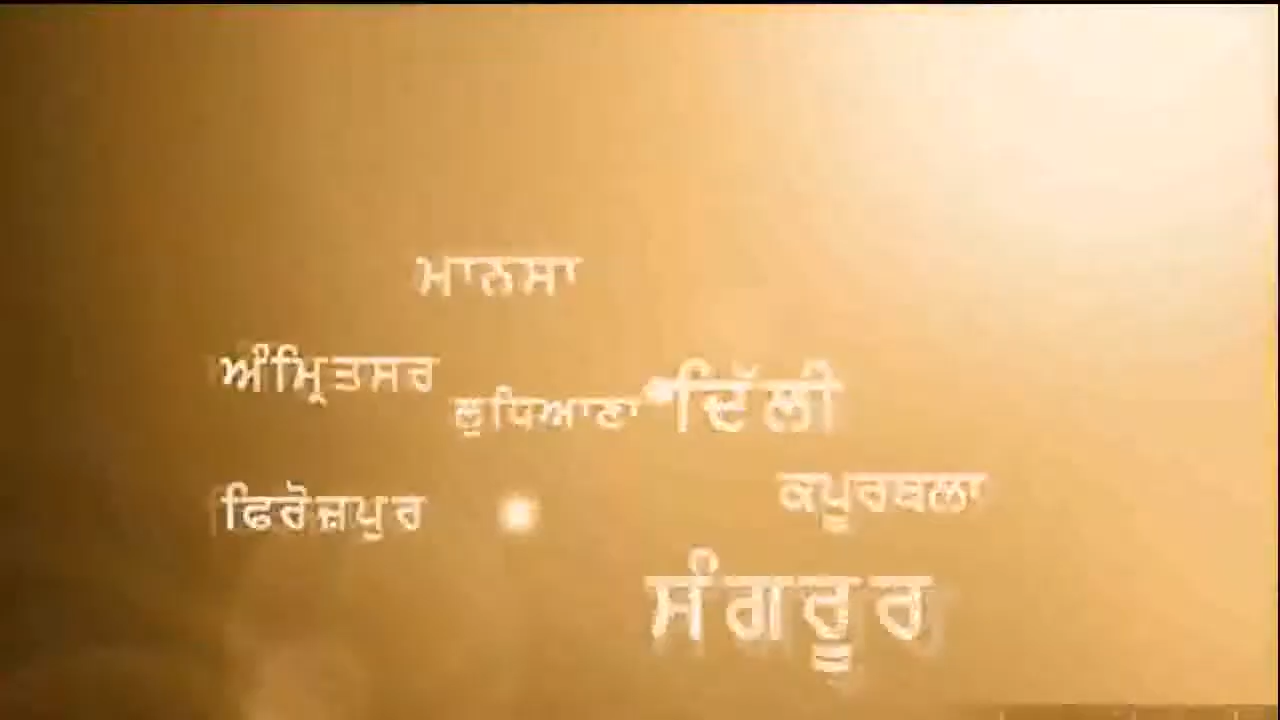 ਮਾਨਸਾ
ਅੰਮ੍ਰਿਤਸਰ
ਲੁਧਿਆਣਾ
ਦਿੱਲੀ
ਕਪੂਰਥਲਾ
ਫਿਰੋਜ਼ਪੁਰ
ਸੰਗਰੂਰ